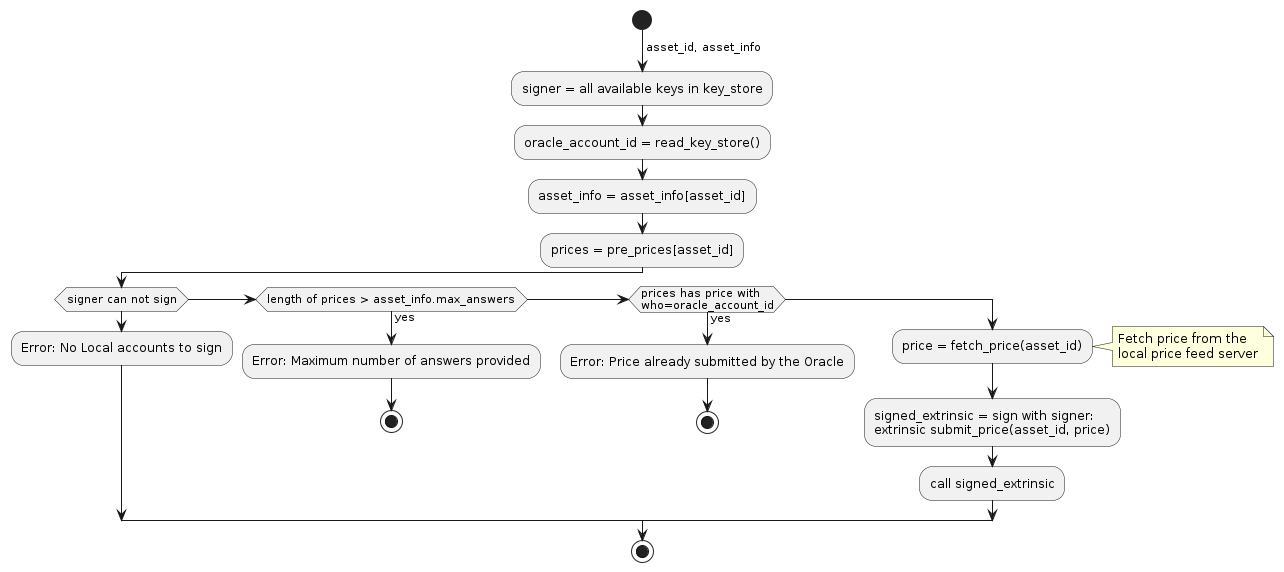 asset_id, asset_info
signer = all available keys in key_store
oracle_account_id = read_key_store()
asset_info = asset_info[asset_id]
prices = pre_prices[asset_id]
signer can not sign
length of prices > asset_info.max_answers
prices has price with
who=oracle_account_id
yes
yes
Error: No Local accounts to sign
Error: Maximum number of answers provided
Error: Price already submitted by the Oracle
price = fetch_price(asset_id)
Fetch price from the
local price feed server
signed_extrinsic = sign with signer:
extrinsic submit_price(asset_id, price)
call signed_extrinsic